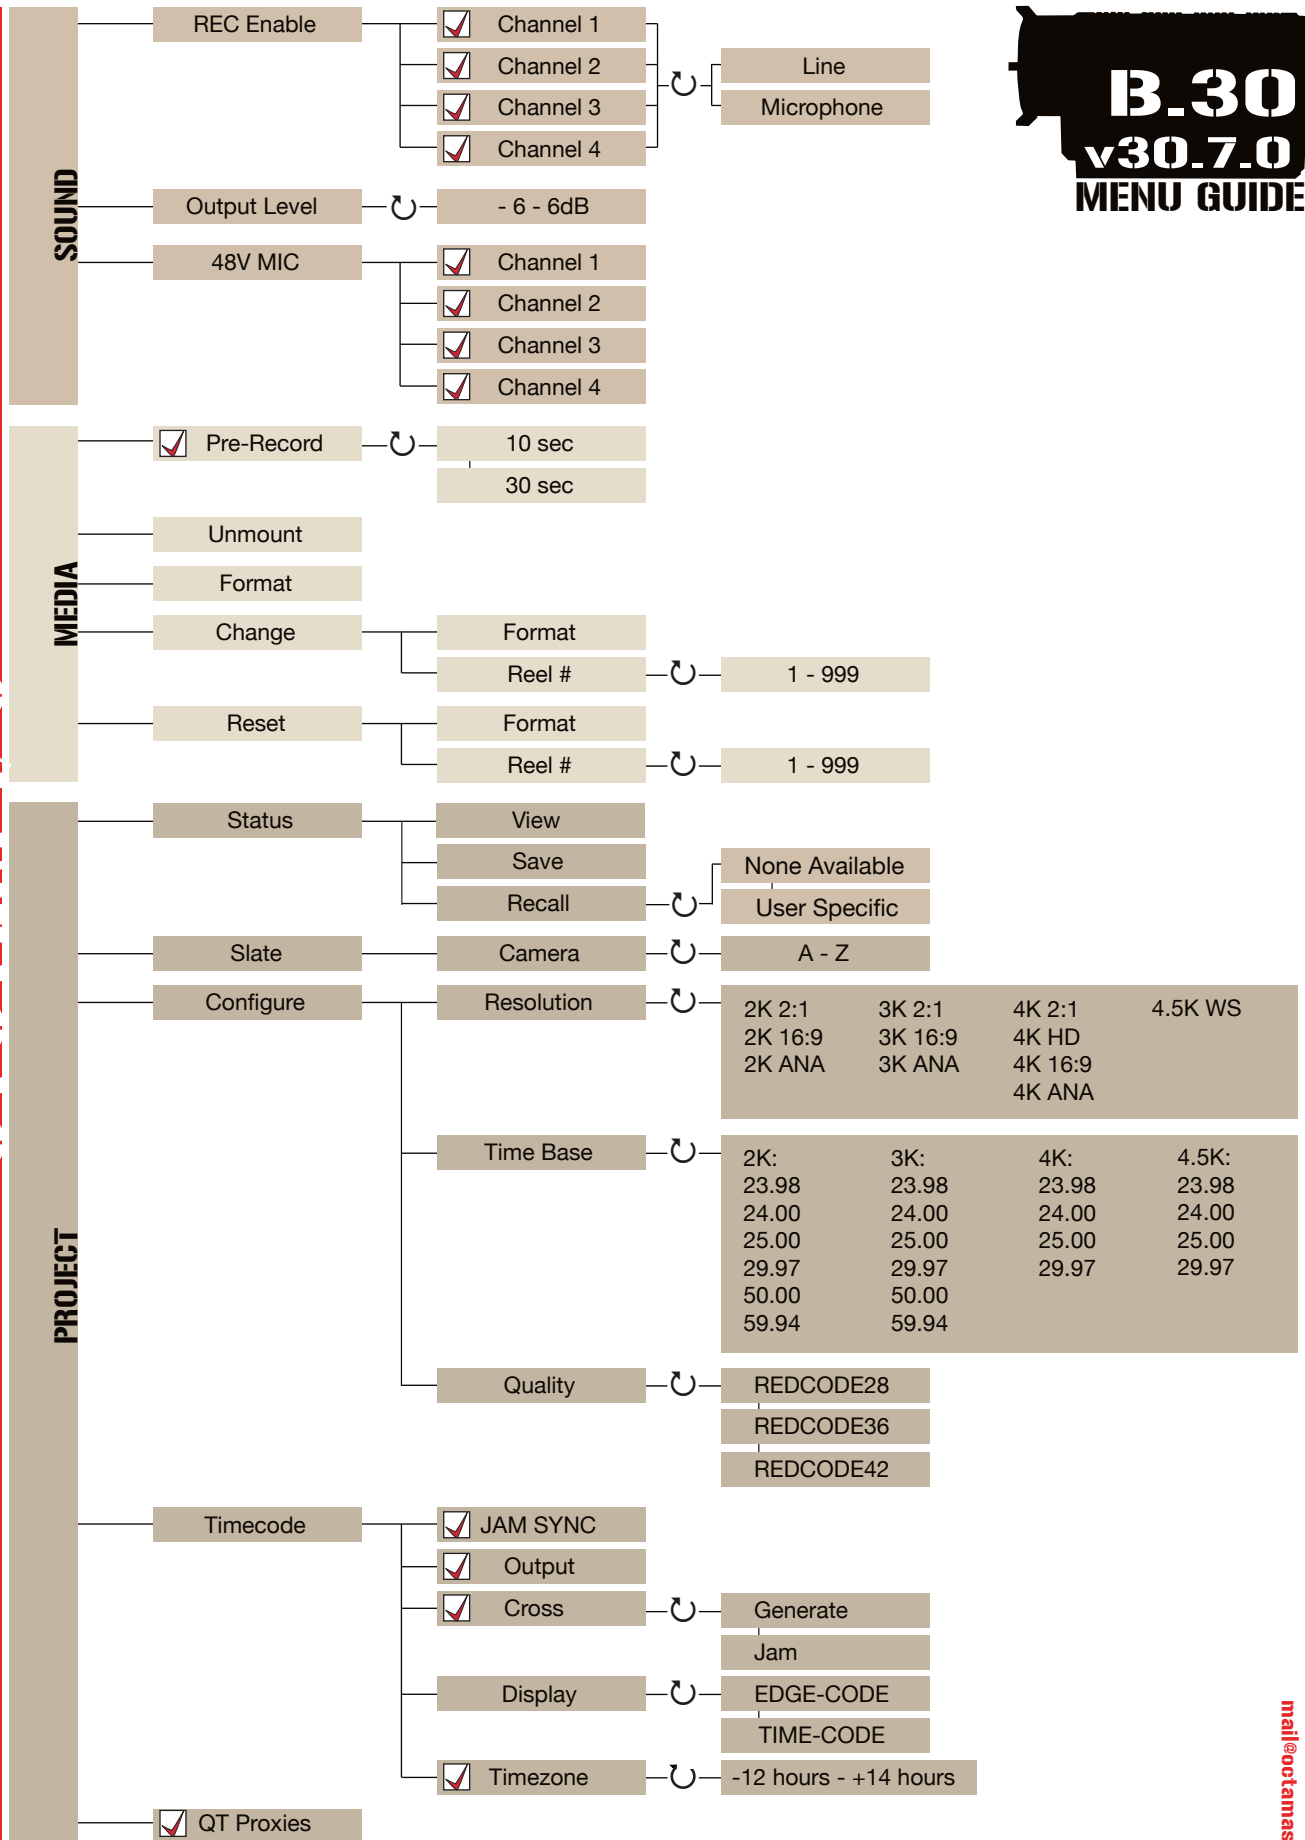 B.30
v30.7.0
MENU GUIDE
SOUND
REC Enable
Channel 1
Channel 2
Channel 3
Channel 4
Line
Microphone
Output Level
- 6 - 6dB
48V MIC
Channel 1
Channel 2
Channel 3
Channel 4
MEDIA
Pre-Record
10 sec
30 sec
Unmount
Format
Change
Format
Reel #
1 - 999
Reset
Format
Reel #
1 - 999
PROJECT
Status
View
Save
Recall
None Available
User Specific
Slate
Camera
A - Z
Configure
Resolution
2K 2:1 3K 2:1 4K 2:1 4.5K WS
2K 16:9 3K 16:9 4K HD
2K ANA 3K ANA 4K 16:9
4K ANA
Time Base
2K: 3K: 4K: 4.5K:
23.98 23.98 23.98 23.98
24.00 24.00 24.00 24.00
25.00 25.00 25.00 25.00
29.97 29.97 29.97 29.97
50.00 50.00
59.94 59.94
Quality
REDCODE28
REDCODE36
REDCODE42
Timecode
JAM SYNC
Output
Cross
Generate
Jam
Display
EDGE-CODE
TIME-CODE
Timezone
-12 hours - +14 hours
QT Proxies
mail@octamas